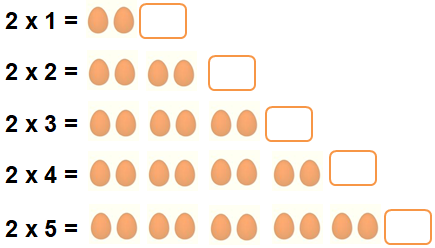 2 x 1 =
2 x 2 =
2 x 3 =
2 x 4 =
2 x 5 =